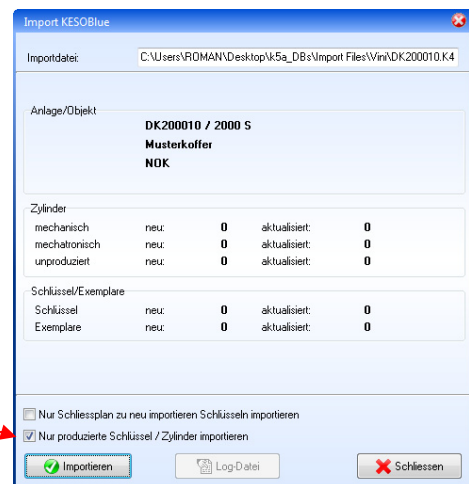 Import KESOBlue
Importdatei: C:\Users\ROMAN\Desktop\k5a_DBs\Import Files\Vini\DK200010.K4
Anlage/Objekt
DK200010 / 2000 S
Musterkoffer
NOK
Zylinder
mechanisch neu: 0 aktualisiert: 0
mechatronisch neu: 0 aktualisiert: 0
unproduziert neu: 0 aktualisiert: 0
Schlüssel/Exemplare
Schlüssel neu: 0 aktualisiert: 0
Exemplare neu: 0 aktualisiert: 0
Nur Schliessplan zu neu importieren Schlüsseln importieren
Nur produzierte Schlüssel / Zylinder importieren
Importieren Log-Datei Schliessen